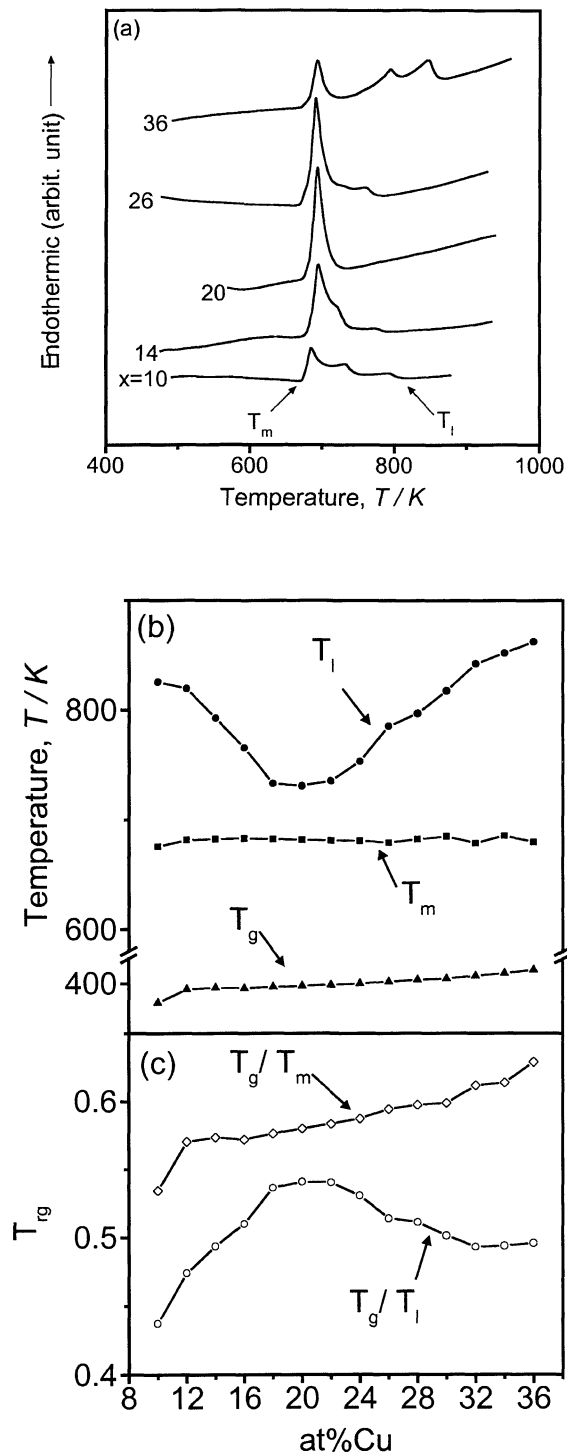 (a)
Endothermic (arbit. unit)
36
26
20
14
x=10
T_m
T_l
400
600
800
1000
Temperature, T / K
(b)
T_l
Temperature, T / K
800
T_m
600
T_g
400
(c)
T_g / T_m
0.6
T_rg
0.5
T_g / T_l
0.4
8 12 16 20 24 28 32 36
at%Cu